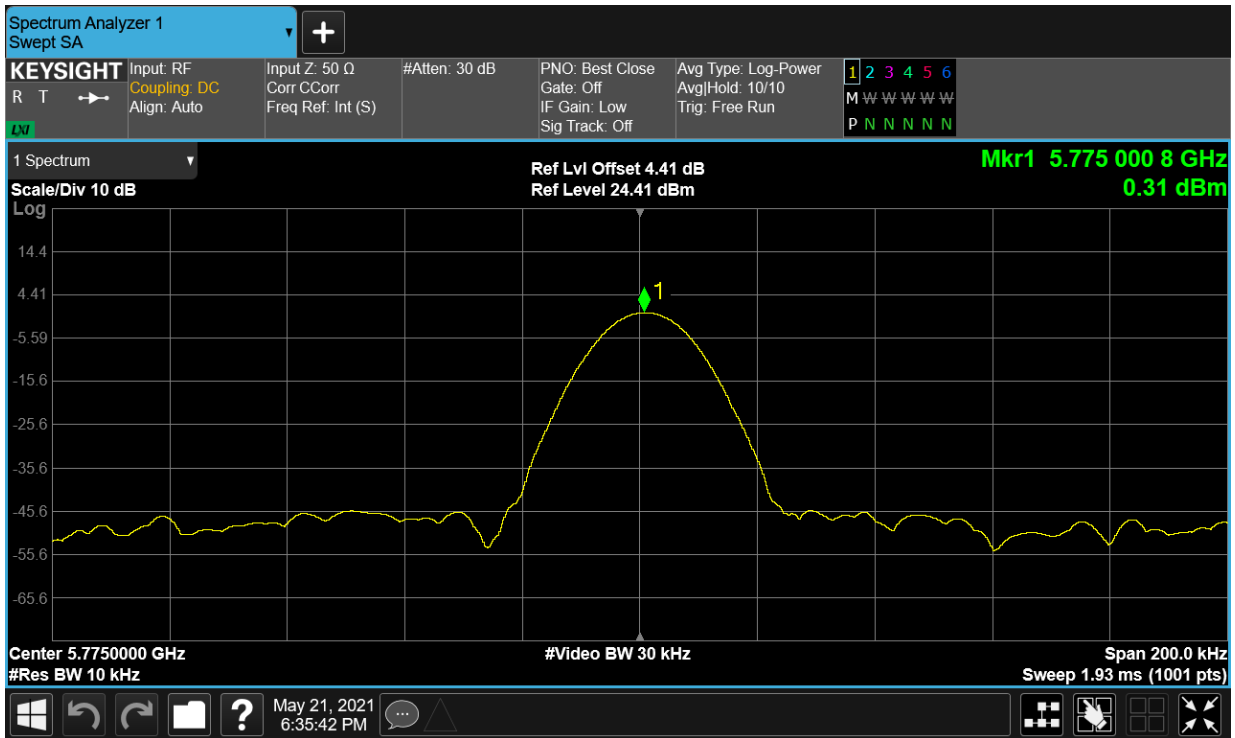 Spectrum Analyzer 1
Swept SA
+
KEYSIGHT
R T
LXI
Input: RF
Coupling: DC
Align: Auto
Input Z: 50 Ω
Corr CCorr
Freq Ref: Int (S)
#Atten: 30 dB
PNO: Best Close
Gate: Off
IF Gain: Low
Sig Track: Off
Avg Type: Log-Power
Avg|Hold: 10/10
Trig: Free Run
1 2 3 4 5 6
M W W W W W
P N N N N N
1 Spectrum
Scale/Div 10 dB
Log
Ref Lvl Offset 4.41 dB
Ref Level 24.41 dBm
Mkr1 5.775 000 8 GHz
0.31 dBm
14.4
4.41
-5.59
-15.6
-25.6
-35.6
-45.6
-55.6
-65.6
1
Center 5.7750000 GHz
#Res BW 10 kHz
#Video BW 30 kHz
Span 200.0 kHz
Sweep 1.93 ms (1001 pts)
?
May 21, 2021
6:35:42 PM